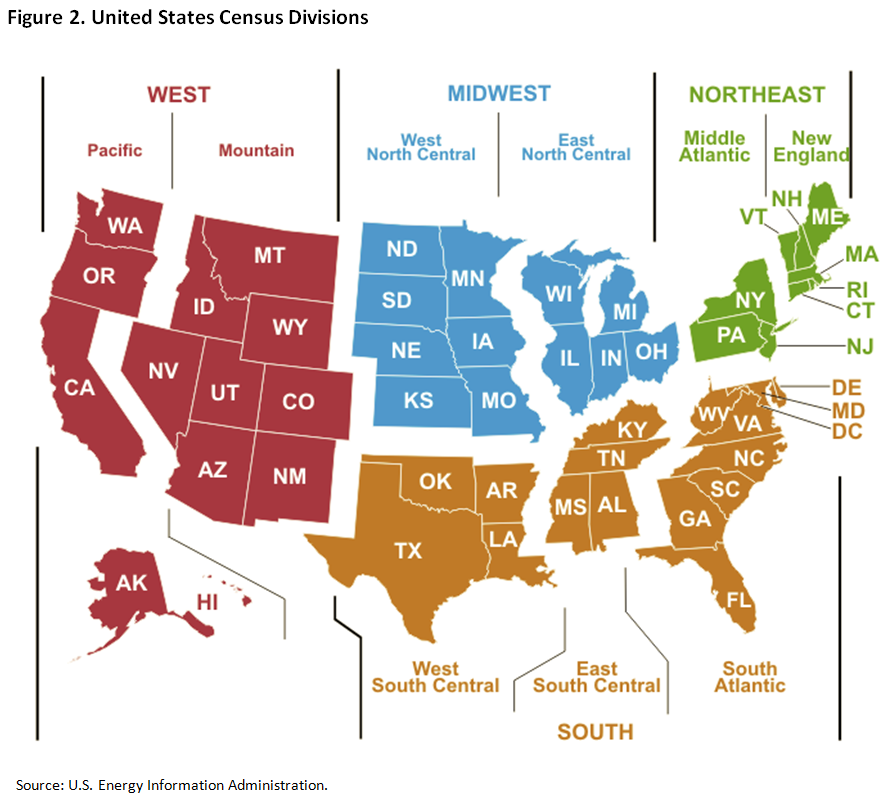 Figure 2. United States Census Divisions
WEST
MIDWEST
NORTHEAST
Pacific
Mountain
West
North Central
East
North Central
Middle
Atlantic
New
England
WA
OR
CA
NV
ID
MT
WY
UT
CO
AZ
NM
AK
HI
ND
SD
NE
KS
MN
IA
MO
WI
MI
IL
IN
OH
NH
VT
ME
MA
RI
CT
NY
PA
NJ
DE
MD
DC
WV
VA
NC
SC
GA
FL
KY
TN
MS
AL
OK
AR
TX
LA
West
South Central
East
South Central
South
Atlantic
SOUTH
Source: U.S. Energy Information Administration.